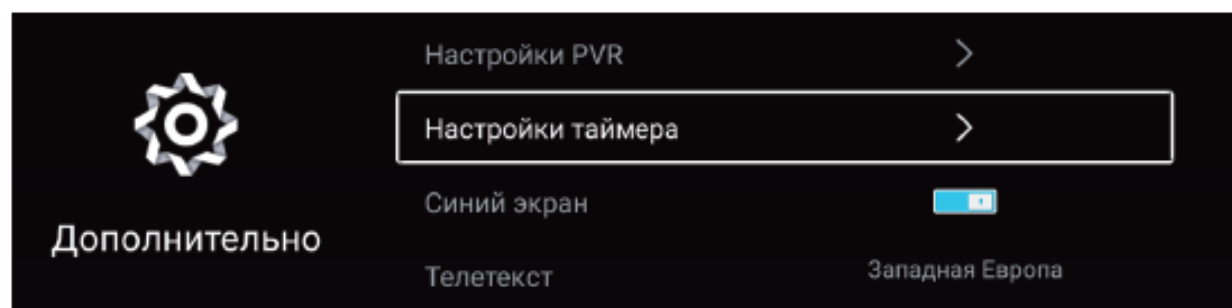 Настройки PVR
Настройки таймера
Синий экран
Дополнительно
Телетекст Западная Европа